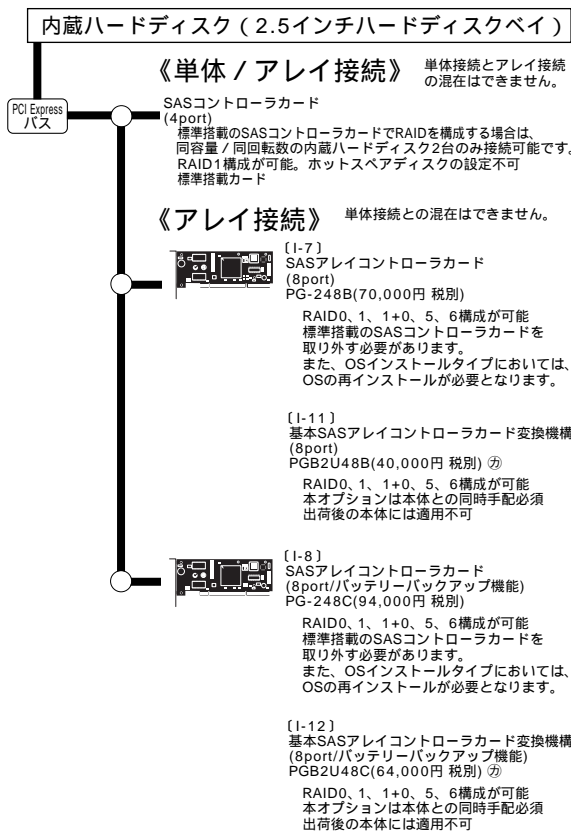 内蔵ハードディスク(2.5インチハードディスクベイ)
《単体/アレイ接続》 単体接続とアレイ接続
の混在はできません。
PCI Express
バス
SASコントローラカード
(4port)
標準搭載のSASコントローラカードでRAIDを構成する場合は、
同容量/同回転数の内蔵ハードディスク2台のみ接続可能です。
RAID1構成が可能。ホットスペアディスクの設定不可
標準搭載カード
《アレイ接続》 単体接続との混在はできません。
〔I-7〕
SASアレイコントローラカード
(8port)
PG-248B(70,000円 税別)
RAID0、1、1+0、5、6構成が可能
標準搭載のSASコントローラカードを
取り外す必要があります。
また、OSインストールタイプにおいては、
OSの再インストールが必要となります。
〔I-11〕
基本SASアレイコントローラカード変換機構
(8port)
PGB2U48B(40,000円 税別) ㋕
RAID0、1、1+0、5、6構成が可能
本オプションは本体との同時手配必須
出荷後の本体には適用不可
〔I-8〕
SASアレイコントローラカード
(8port/バッテリーバックアップ機能)
PG-248C(94,000円 税別)
RAID0、1、1+0、5、6構成が可能
標準搭載のSASコントローラカードを
取り外す必要があります。
また、OSインストールタイプにおいては、
OSの再インストールが必要となります。
〔I-12〕
基本SASアレイコントローラカード変換機構
(8port/バッテリーバックアップ機能)
PGB2U48C(64,000円 税別) ㋕
RAID0、1、1+0、5、6構成が可能
本オプションは本体との同時手配必須
出荷後の本体には適用不可